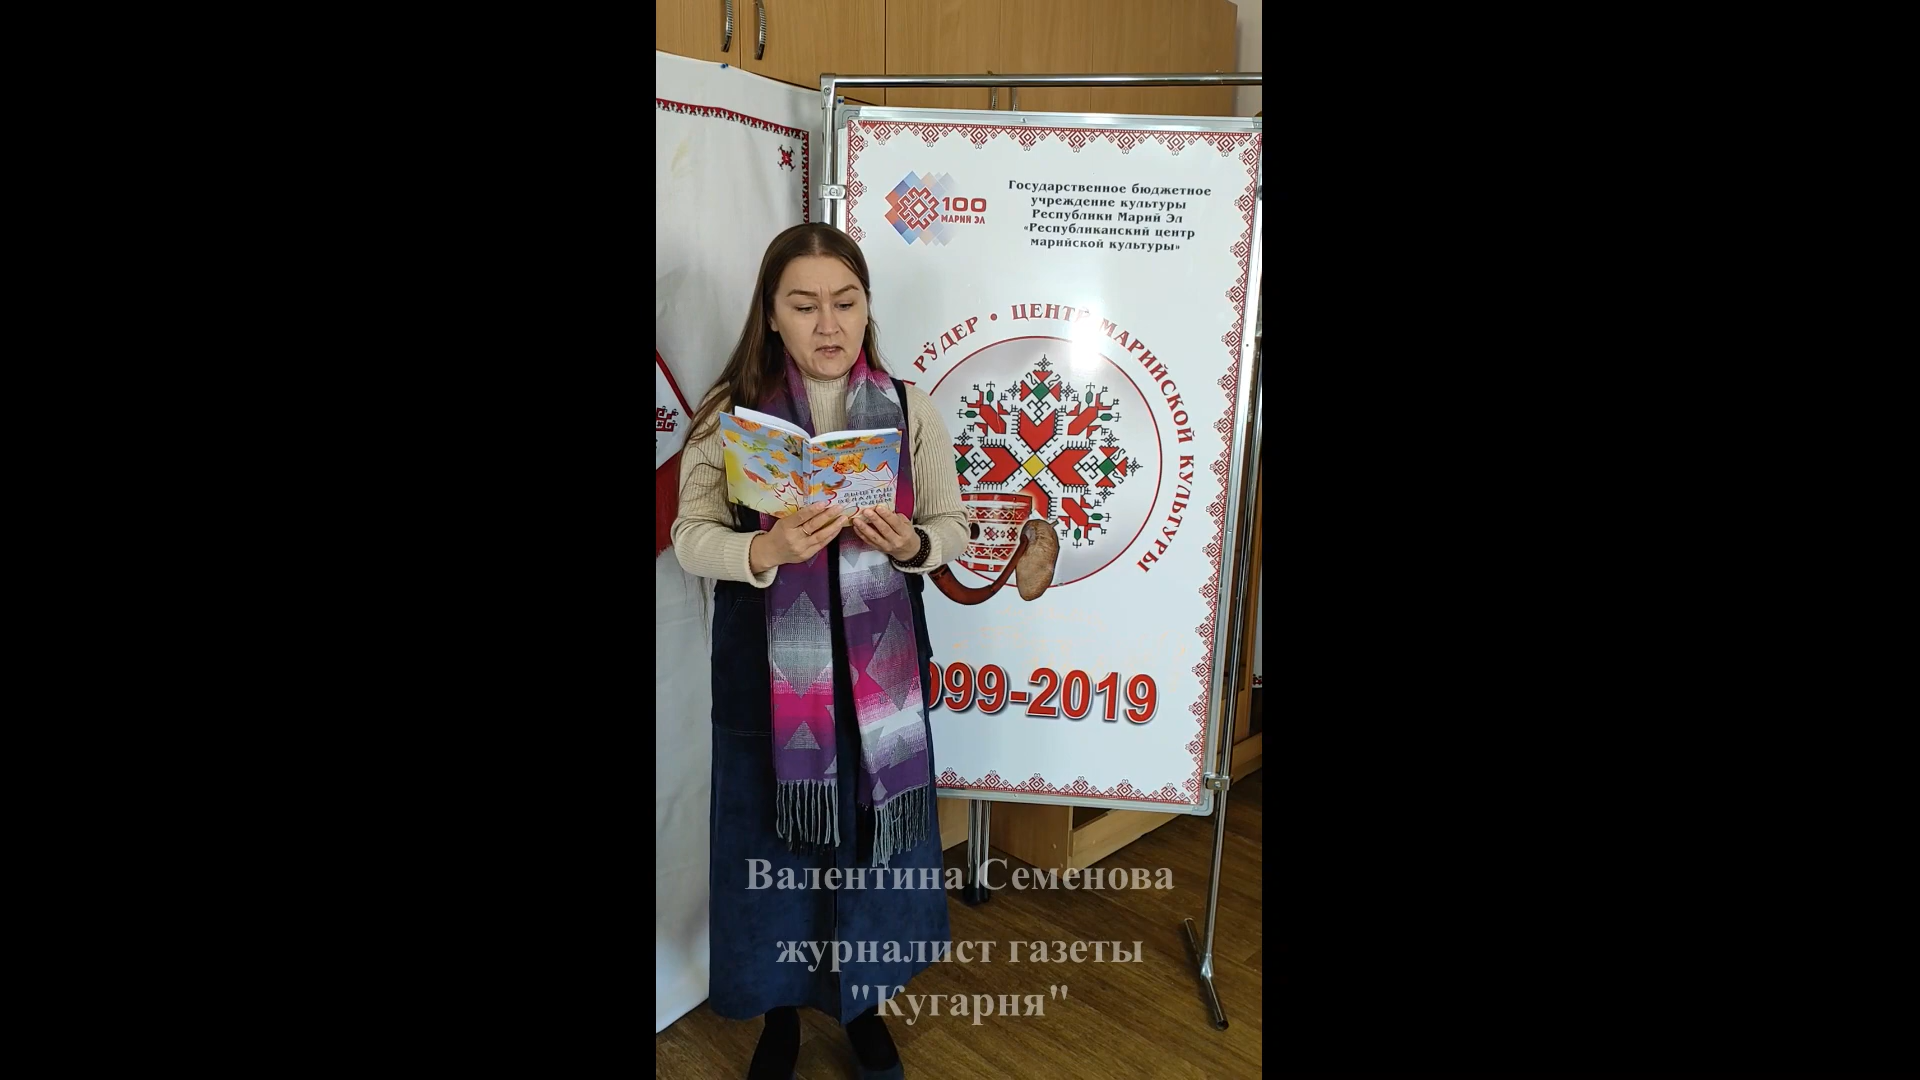 100
МАРИЙ ЭЛ
Государственное бюджетное
учреждение культуры
Республики Марий Эл
«Республиканский центр
марийской культуры»
РӰДЕР • ЦЕНТР МАРИЙСКОЙ КУЛЬТУРЫ
999-2019
Валентина Семенова
журналист газеты
"Кугарня"